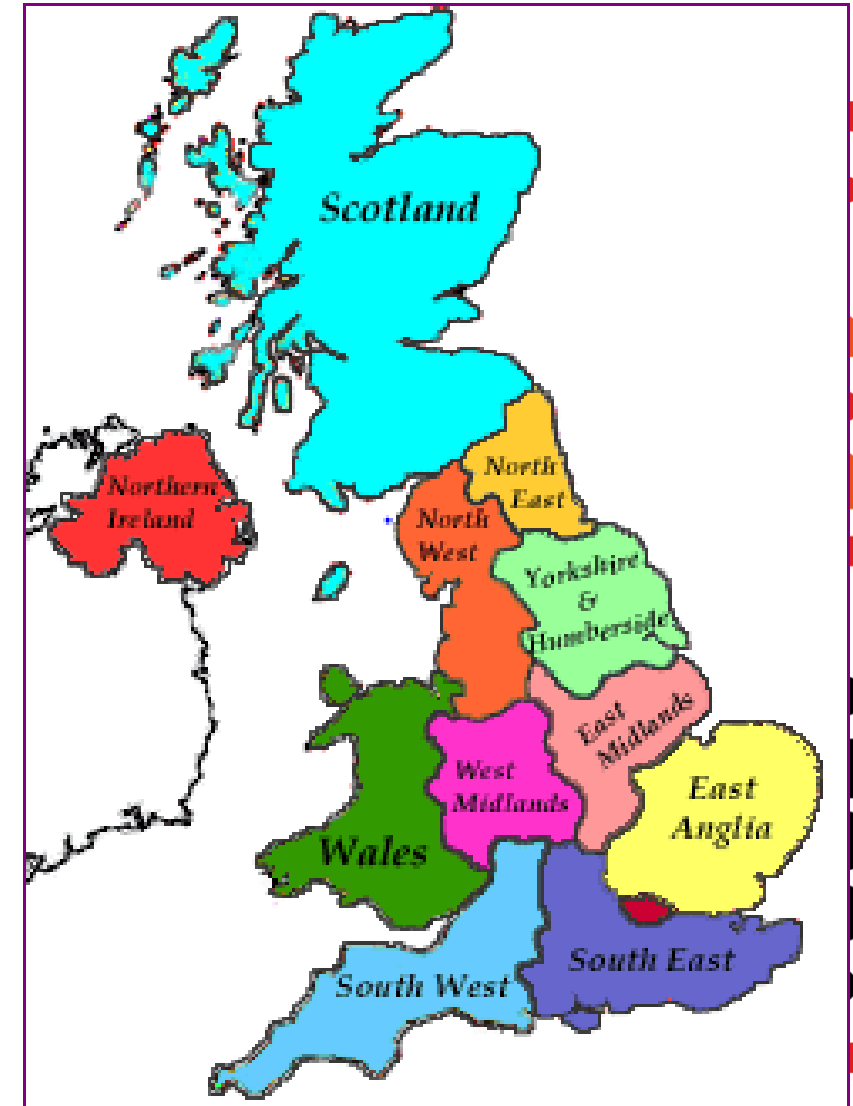 Scotland
North
East
Northern
Ireland
North
West
Yorkshire
&
Humberside
East
Midlands
West
Midlands
East
Anglia
Wales
South East
South West